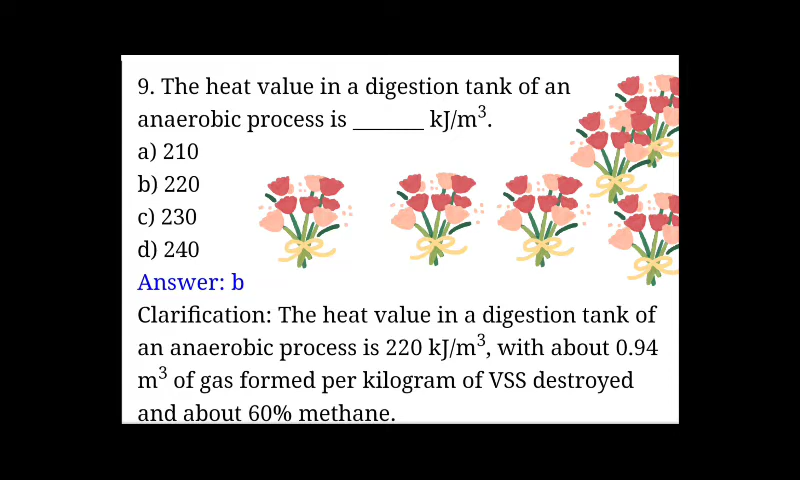 9. The heat value in a digestion tank of an
anaerobic process is ______ kJ/m³.
a) 210
b) 220
c) 230
d) 240
Answer: b
Clarification: The heat value in a digestion tank of
an anaerobic process is 220 kJ/m³, with about 0.94
m³ of gas formed per kilogram of VSS destroyed
and about 60% methane.